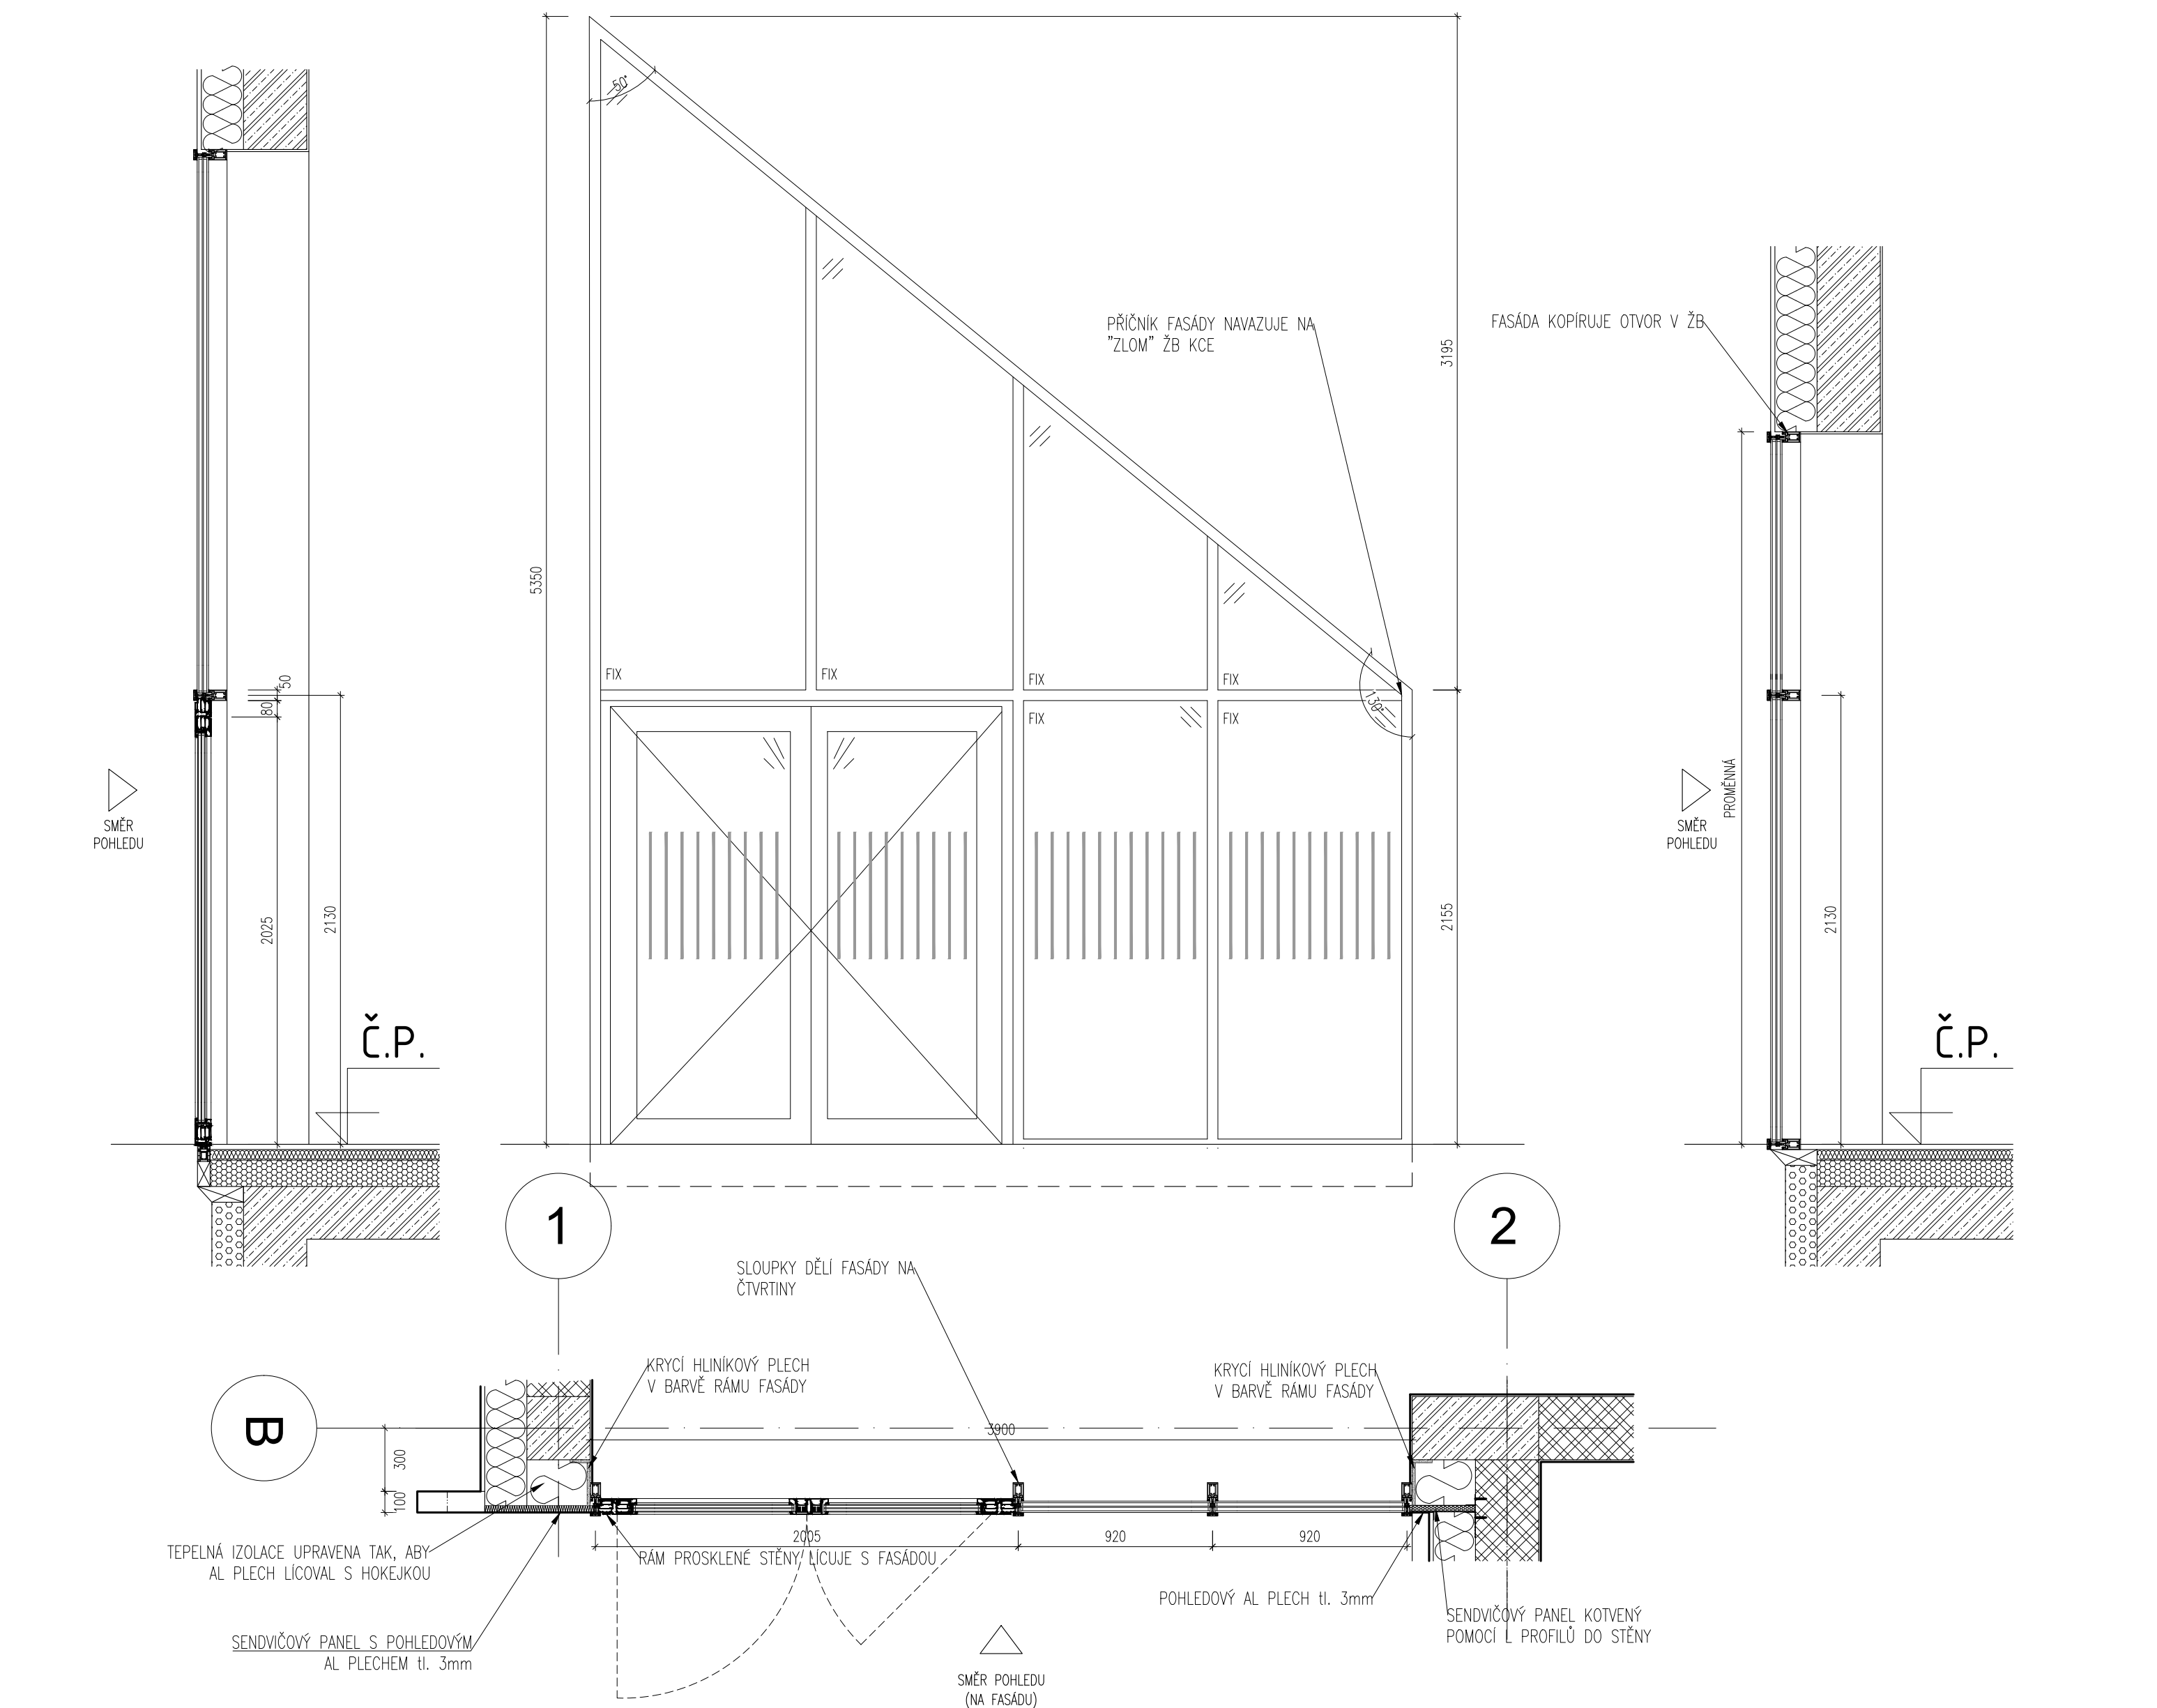 50°
PŘÍČNÍK FASÁDY NAVAZUJE NA
"ZLOM" ŽB KCE
FASÁDA KOPÍRUJE OTVOR V ŽB
3195
5350
FIX
FIX
FIX
FIX
50
80
FIX
FIX
130°
SMĚR
POHLEDU
2025
2130
PROMĚNNÁ
SMĚR
POHLEDU
2155
2130
Č.P.
Č.P.
1
2
SLOUPKY DĚLÍ FASÁDY NA
ČTVRTINY
KRYCÍ HLINÍKOVÝ PLECH
V BARVĚ RÁMU FASÁDY
KRYCÍ HLINÍKOVÝ PLECH
V BARVĚ RÁMU FASÁDY
B
3900
300
100
2005
920
920
TEPELNÁ IZOLACE UPRAVENA TAK, ABY
AL PLECH LÍCOVAL S HOKEJKOU
RÁM PROSKLENÉ STĚNY LÍCUJE S FASÁDOU
POHLEDOVÝ AL PLECH tl. 3mm
SENDVIČOVÝ PANEL KOTVENÝ
POMOCÍ L PROFILŮ DO STĚNY
SENDVIČOVÝ PANEL S POHLEDOVÝM
AL PLECHEM tl. 3mm
SMĚR POHLEDU
(NA FASÁDU)